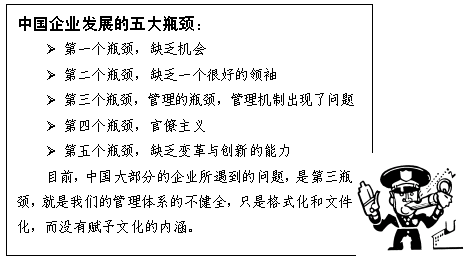 中国企业发展的五大瓶颈：
➢ 第一个瓶颈，缺乏机会
➢ 第二个瓶颈，缺乏一个很好的领袖
➢ 第三个瓶颈，管理的瓶颈，管理机制出现了问题
➢ 第四个瓶颈，官僚主义
➢ 第五个瓶颈，缺乏变革与创新的能力
目前，中国大部分的企业所遇到的问题，是第三瓶
颈，就是我们的管理体系的不健全，只是格式化和文件
化，而没有赋予文化的内涵。